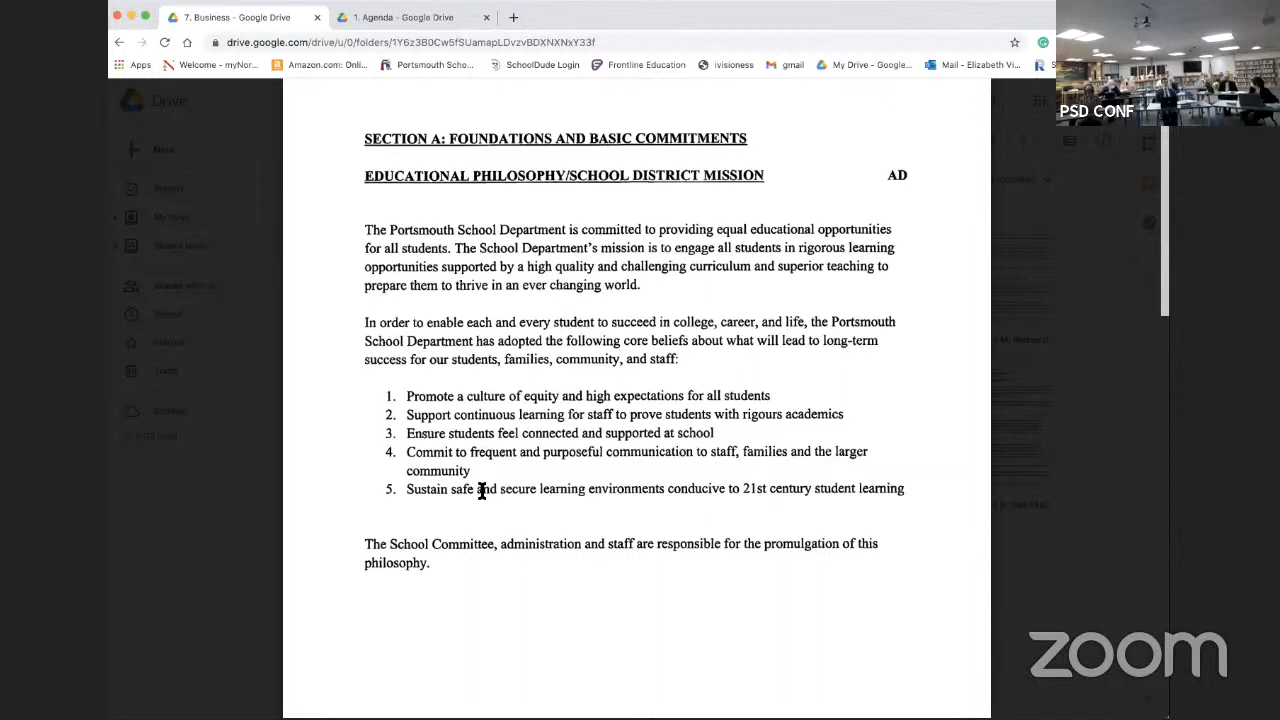 7. Business - Google Drive
1. Agenda - Google Drive
drive.google.com/drive/u/0/folders/1Y6z3B0Cw5fSUamapLDvzvBDXNXNxY33f
Apps Welcome - myNor... Amazon.com: Onli... Portsmouth Scho... SchoolDude Login Frontline Education ivisioness gmail My Drive - Google... Mail - Elizabeth Vi...
PSD CONF
Drive
New
My Drive
SECTION A: FOUNDATIONS AND BASIC COMMITMENTS
EDUCATIONAL PHILOSOPHY/SCHOOL DISTRICT MISSION AD
The Portsmouth School Department is committed to providing equal educational opportunities
for all students. The School Department's mission is to engage all students in rigorous learning
opportunities supported by a high quality and challenging curriculum and superior teaching to
prepare them to thrive in an ever changing world.
In order to enable each and every student to succeed in college, career, and life, the Portsmouth
School Department has adopted the following core beliefs about what will lead to long-term
success for our students, families, community, and staff:
1. Promote a culture of equity and high expectations for all students
2. Support continuous learning for staff to prove students with rigours academics
3. Ensure students feel connected and supported at school
4. Commit to frequent and purposeful communication to staff, families and the larger
community
5. Sustain safe and secure learning environments conducive to 21st century student learning
The School Committee, administration and staff are responsible for the promulgation of this
philosophy.
zoom